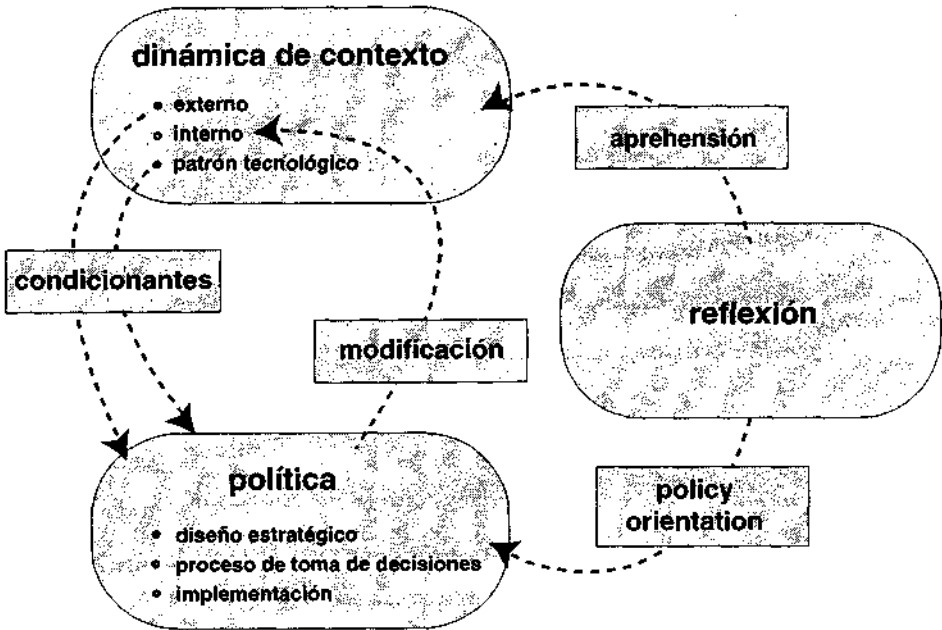 dinámica de contexto
externo
interno
patrón tecnológico
aprehensión
condicionantes
reflexión
modificación
política
diseño estratégico
proceso de toma de decisiones
implementación
policy
orientation